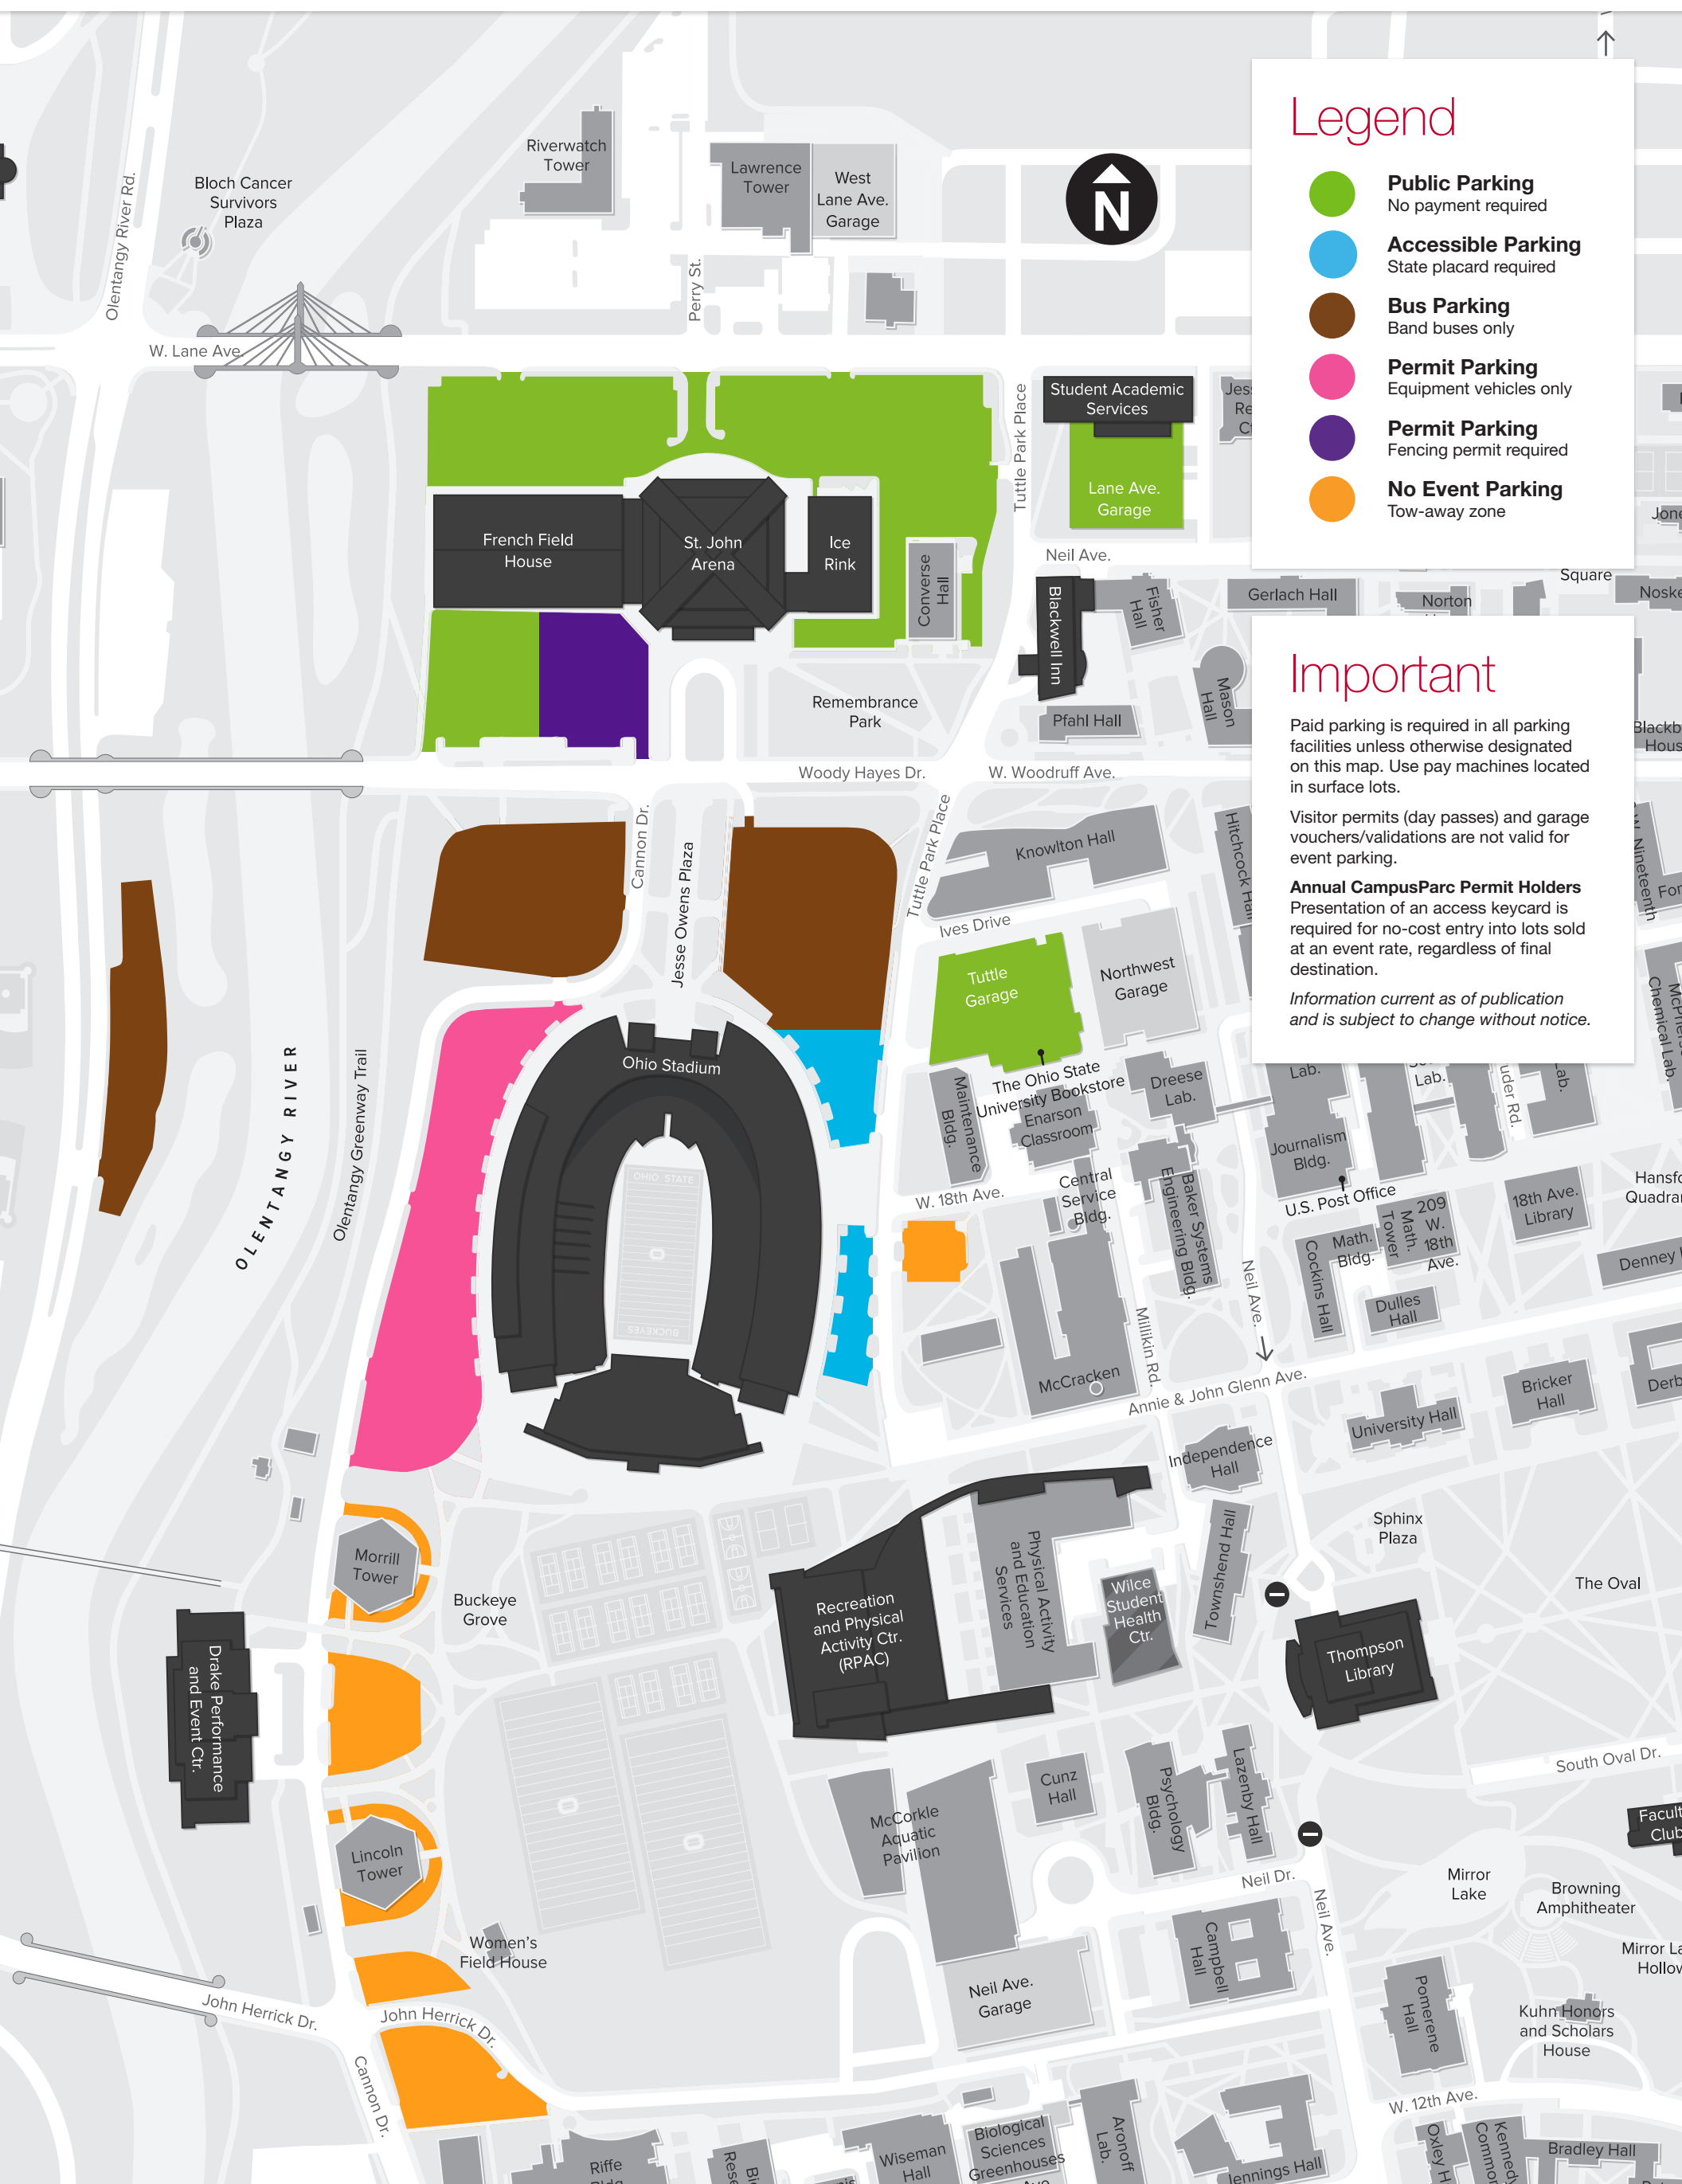 Legend
Public Parking
No payment required
Accessible Parking
State placard required
Bus Parking
Band buses only
Permit Parking
Equipment vehicles only
Permit Parking
Fencing permit required
No Event Parking
Tow-away zone
Important
Paid parking is required in all parking
facilities unless otherwise designated
on this map. Use pay machines located
in surface lots.
Visitor permits (day passes) and garage
vouchers/validations are not valid for
event parking.
Annual CampusParc Permit Holders
Presentation of an access keycard is
required for no-cost entry into lots sold
at an event rate, regardless of final
destination.
Information current as of publication
and is subject to change without notice.
N
Riverwatch
Tower
Lawrence
Tower
West
Lane Ave.
Garage
Bloch Cancer
Survivors
Plaza
Olentangy River Rd.
Perry St.
W. Lane Ave.
Student Academic
Services
Tuttle Park Place
Lane Ave.
Garage
French Field
House
St. John
Arena
Ice
Rink
Converse
Hall
Neil Ave.
Blackwell Inn
Fisher
Hall
Gerlach Hall
Norton
Square
Mason
Hall
Pfahl Hall
Remembrance
Park
Woody Hayes Dr.
W. Woodruff Ave.
Cannon Dr.
Jesse Owens Plaza
Tuttle Park Place
Knowlton Hall
Hitchcock Hall
W. Nineteenth
Ives Drive
Tuttle
Garage
Northwest
Garage
OLENTANGY RIVER
Olentangy Greenway Trail
Ohio Stadium
OHIO STATE
BUCKEYES
The Ohio State
University Bookstore
Maintenance
Bldg.
Enarson
Classroom
Dreese
Lab.
Lab.
Lab.
Lab.
Chemical Lab.
Journalism
Bldg.
U.S. Post Office
W. 18th Ave.
Central
Service
Bldg.
Baker Systems
Engineering Bldg.
Math.
Bldg.
Math.
Tower
209
W.
18th
Ave.
18th Ave.
Library
Cockins Hall
Dulles
Hall
Denney
Neil Ave.
Millikin Rd.
McCracken
Annie & John Glenn Ave.
University Hall
Bricker
Hall
Independence
Hall
Morrill
Tower
Buckeye
Grove
Recreation
and Physical
Activity Ctr.
(RPAC)
Physical Activity
and Education
Services
Wilce
Student
Health
Ctr.
Townshend Hall
Sphinx
Plaza
The Oval
Thompson
Library
Drake Performance
and Event Ctr.
South Oval Dr.
Lincoln
Tower
McCorkle
Aquatic
Pavilion
Cunz
Hall
Psychology
Bldg.
Lazenby Hall
Neil Dr.
Neil Ave.
Mirror
Lake
Browning
Amphitheater
Women's
Field House
Campbell
Hall
Neil Ave.
Garage
Pomerene
Hall
Kuhn Honors
and Scholars
House
John Herrick Dr.
John Herrick Dr.
Cannon Dr.
W. 12th Ave.
Riffe
Wiseman
Hall
Biological
Sciences
Greenhouses
Aronoff
Lab.
Jennings Hall
Bradley Hall